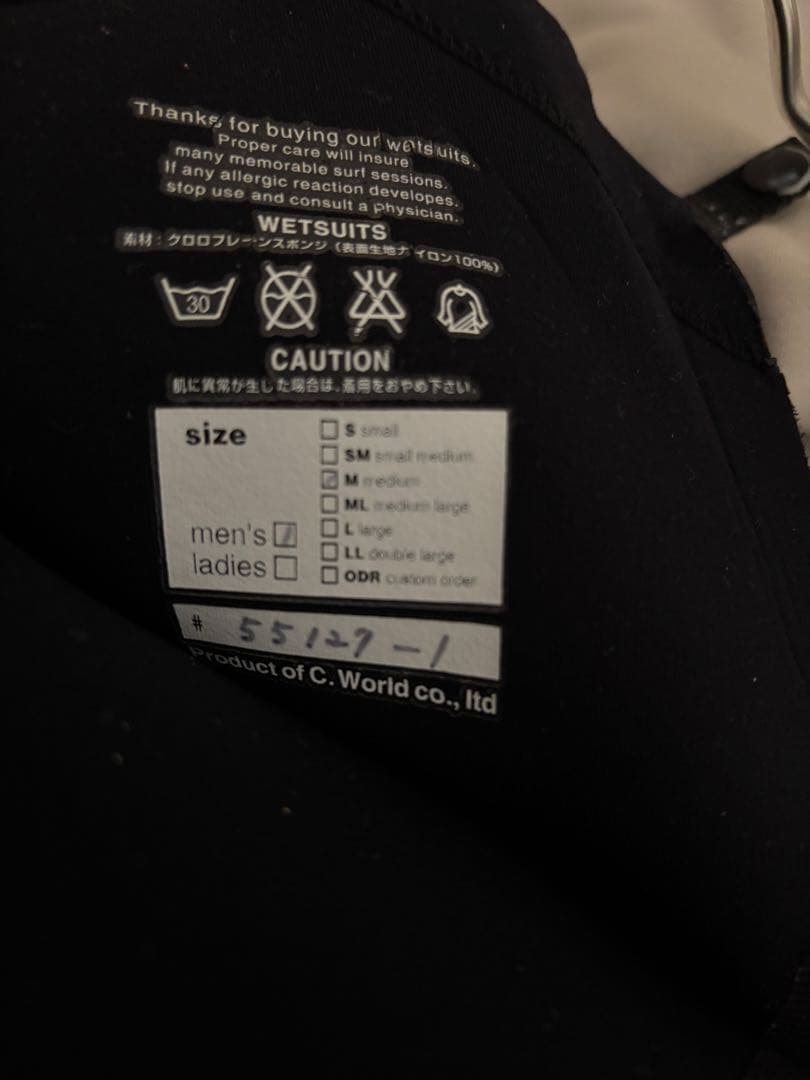 Thanks for buying our wetsuits.
Proper care will insure
many memorable surf sessions.
If any allergic reaction developes,
stop use and consult a physician.
WETSUITS
素材：クロロプレーンスポンジ（表面生地ナイロン100%）
30
CAUTION
肌に異常が生じた場合は、着用をおやめ下さい。
size
S small
SM small medium
M medium
ML medium large
men's
L large
LL double large
ladies
ODR custom order
# 55127-1
Product of C. World co., ltd